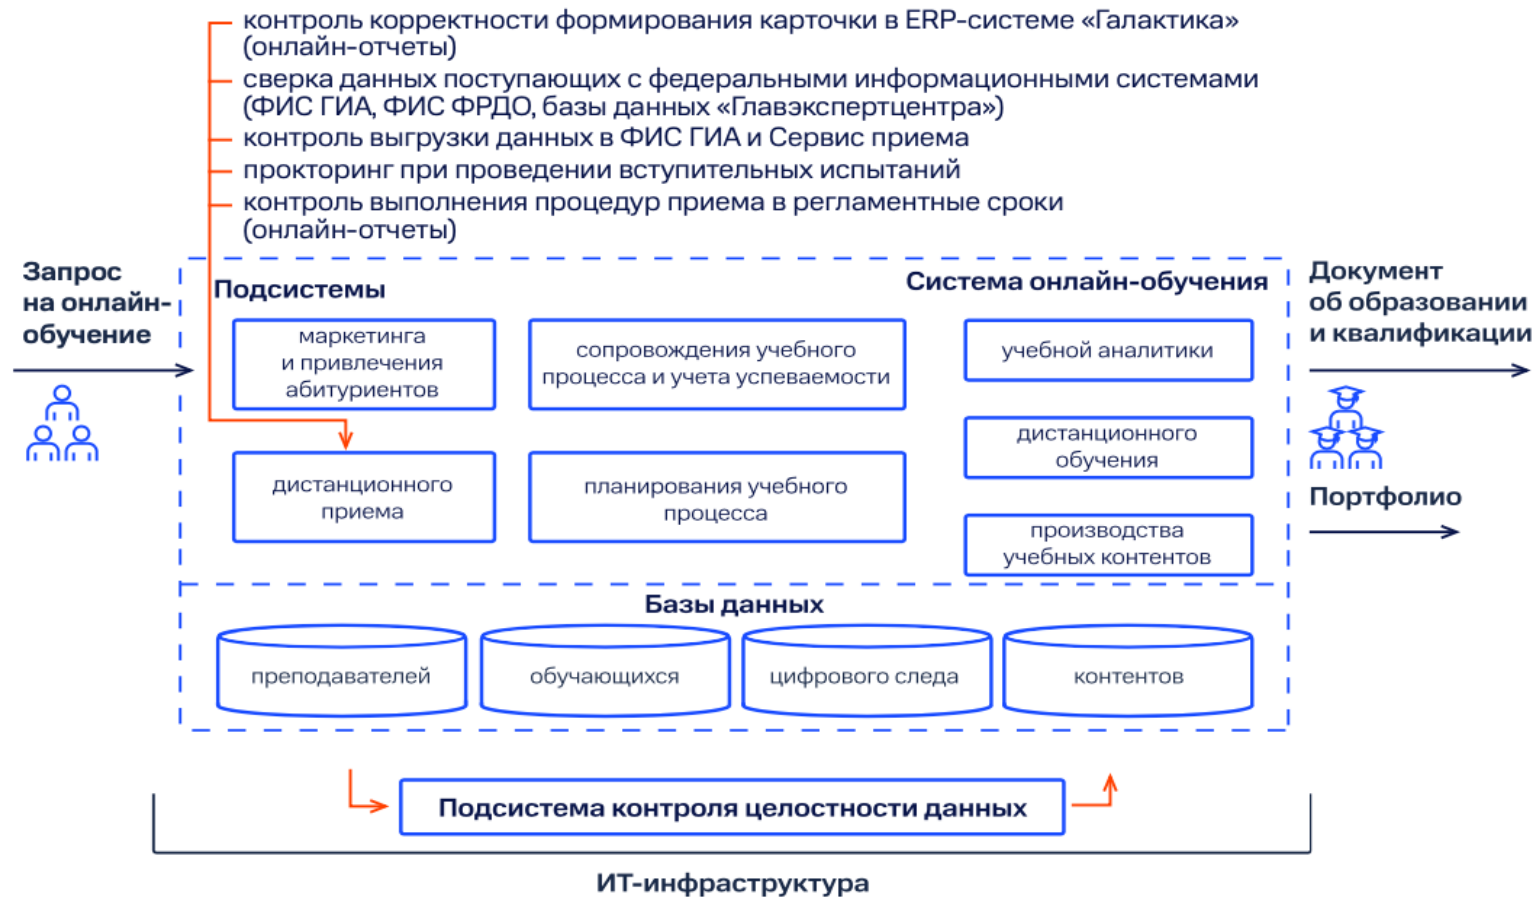 контроль корректности формирования карточки в ERP-системе «Галактика»
(онлайн-отчеты)
сверка данных поступающих с федеральными информационными системами
(ФИС ГИА, ФИС ФРДО, базы данных «Главэкспертцентра»)
контроль выгрузки данных в ФИС ГИА и Сервис приема
прокторинг при проведении вступительных испытаний
контроль выполнения процедур приема в регламентные сроки
(онлайн-отчеты)
Запрос
на онлайн-
обучение
Подсистемы
Система онлайн-обучения
маркетинга
и привлечения
абитуриентов
сопровождения учебного
процесса и учета успеваемости
учебной аналитики
дистанционного
обучения
дистанционного
приема
планирования учебного
процесса
производства
учебных контентов
Базы данных
преподавателей
обучающихся
цифрового следа
контентов
Документ
об образовании
и квалификации
Портфолио
Подсистема контроля целостности данных
ИТ-инфраструктура